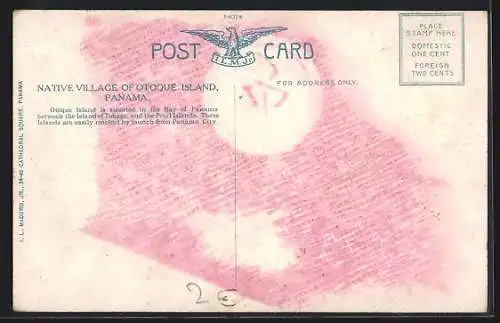 POST CARD
I.L.M.Jr.
PLACE
STAMP HERE
DOMESTIC
ONE CENT
FOREIGN
TWO CENTS
NATIVE VILLAGE OF OTOQUE ISLAND,
PANAMA.
Otoque Island is situated in the Bay of Panama
between the Island of Taboga, and the Pearl Islands. These
Islands are easily reached by launch from Panama City.
FOR ADDRESS ONLY.
I. L. MADURO, JR., 34-40 CATHEDRAL SQUARE, PANAMA
2 €